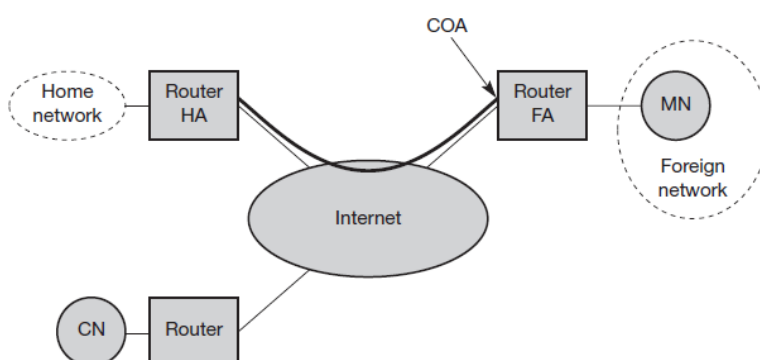 COA
Home
network
Router
HA
Router
FA
MN
Foreign
network
Internet
CN
Router